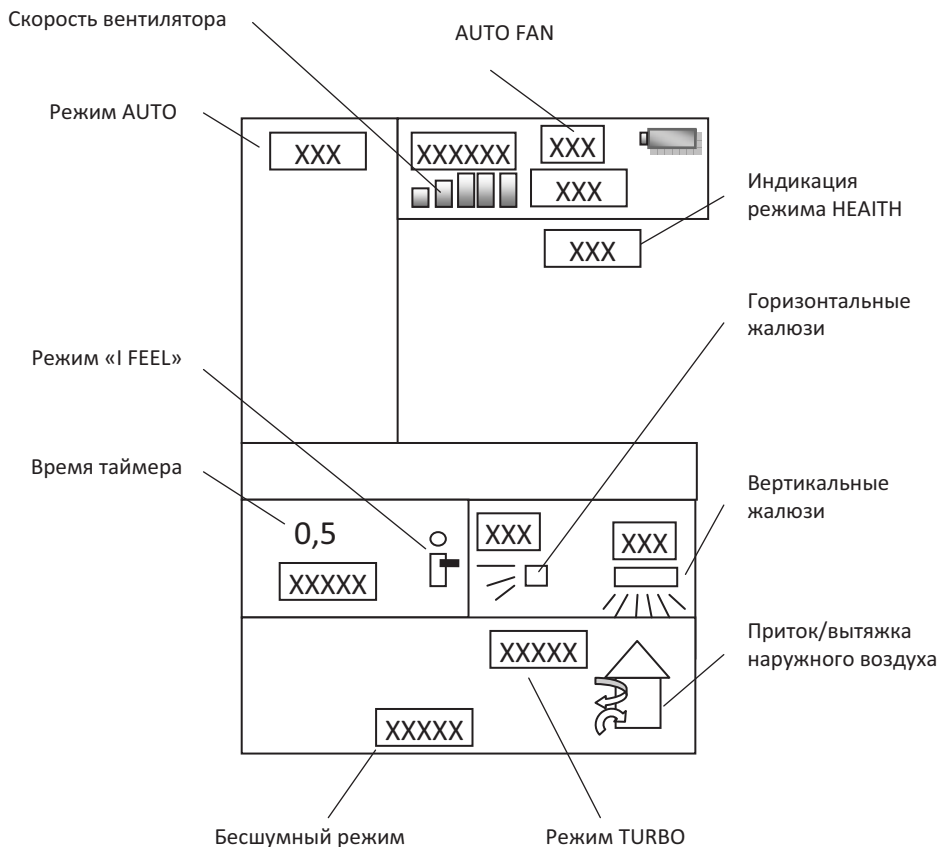 Скорость вентилятора
AUTO FAN
Режим AUTO
XXX
XXXXXX
XXX
XXX
Индикация
режима HEAITH
XXX
Горизонтальные
жалюзи
Режим «I FEEL»
Время таймера
Вертикальные
жалюзи
0,5
XXX
XXX
XXXXX
Приток/вытяжка
наружного воздуха
XXXXX
XXXXX
Бесшумный режим
Режим TURBO